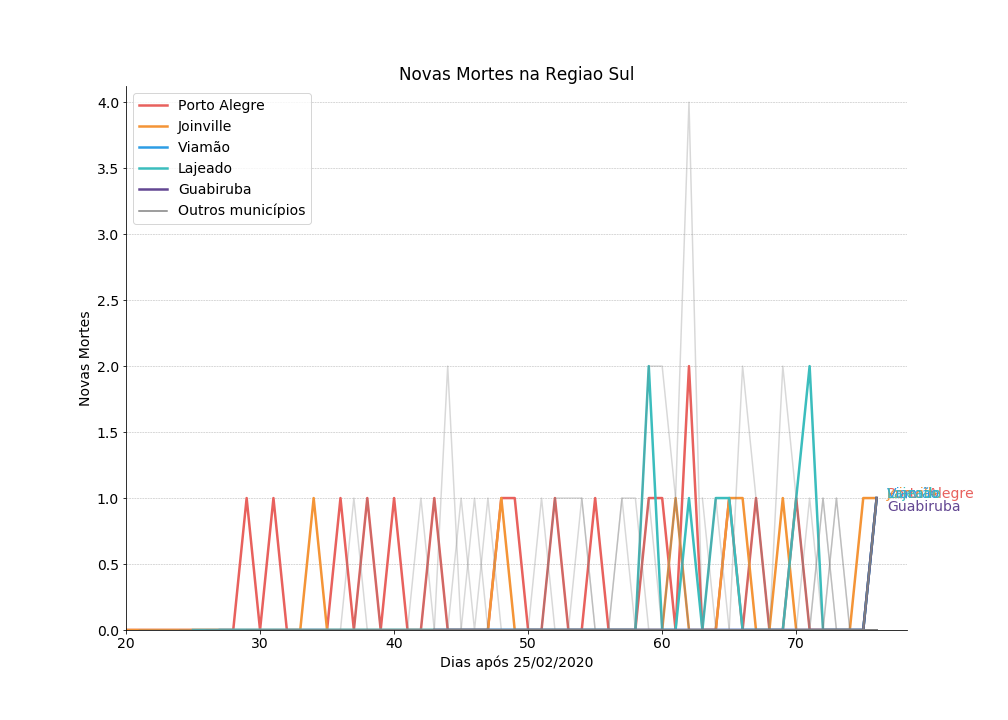 Novas Mortes na Regiao Sul
Porto Alegre
Joinville
Viamão
Lajeado
Guabiruba
Outros municípios
4.0
3.5
3.0
2.5
2.0
1.5
1.0
0.5
0.0
Novas Mortes
20
30
40
50
60
70
Dias após 25/02/2020
Guabiruba